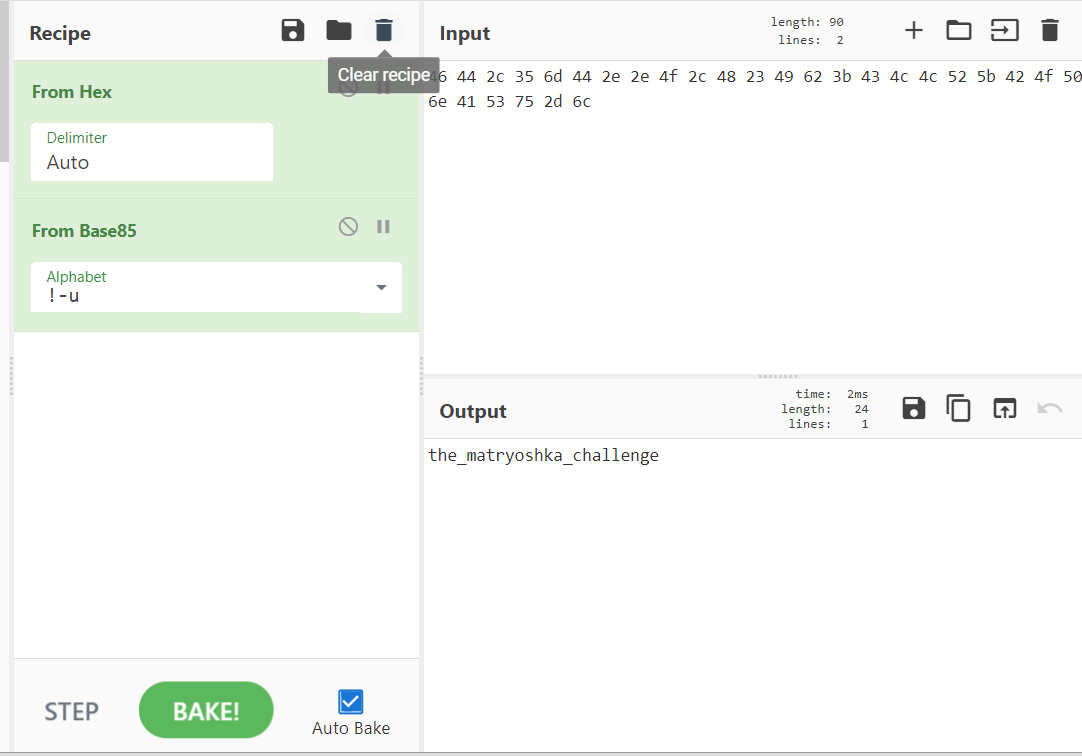 Recipe
Clear recipe
From Hex
Delimiter
Auto
From Base85
Alphabet
!-u
STEP
BAKE!
Auto Bake
Input
length: 90
lines: 2
46 44 2c 35 6d 44 2e 2e 4f 2c 48 23 49 62 3b 43 4c 4c 52 5b 42 4f 50
6e 41 53 75 2d 6c
Output
time: 2ms
length: 24
lines: 1
the_matryoshka_challenge